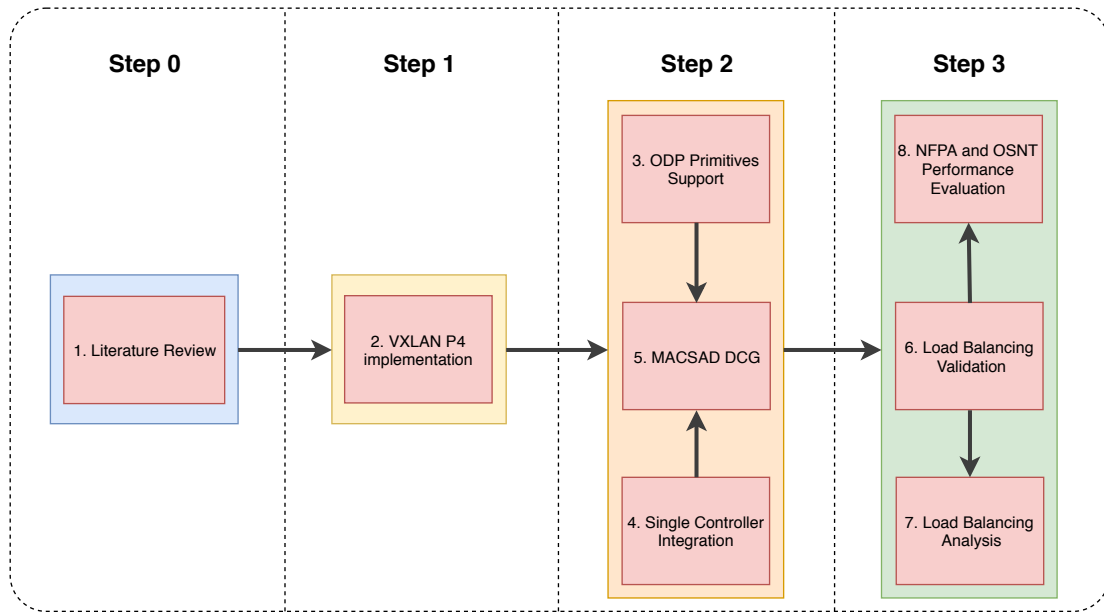 Step 0
Step 1
Step 2
Step 3
1. Literature Review
2. VXLAN P4
implementation
3. ODP Primitives
Support
5. MACSAD DCG
4. Single Controller
Integration
8. NFPA and OSNT
Performance
Evaluation
6. Load Balancing
Validation
7. Load Balancing
Analysis